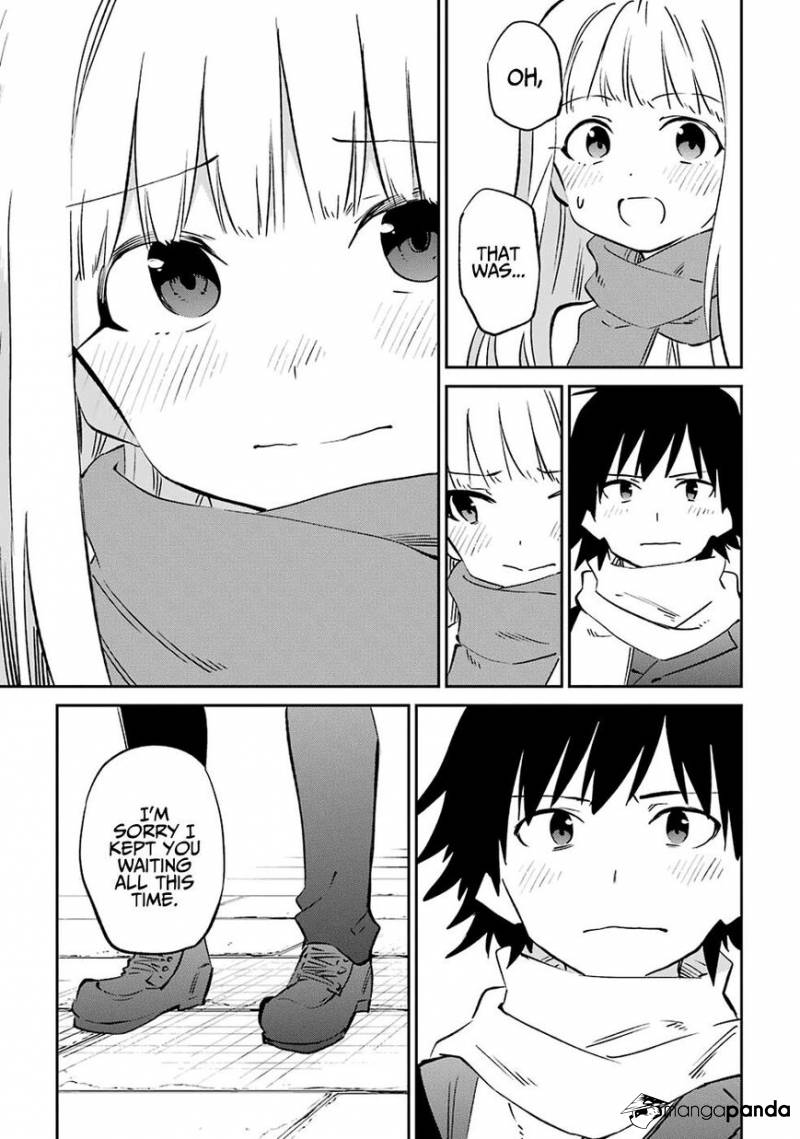 OH,
THAT
WAS...
I'M
SORRY I
KEPT YOU
WAITING
ALL THIS
TIME.
mangapanda